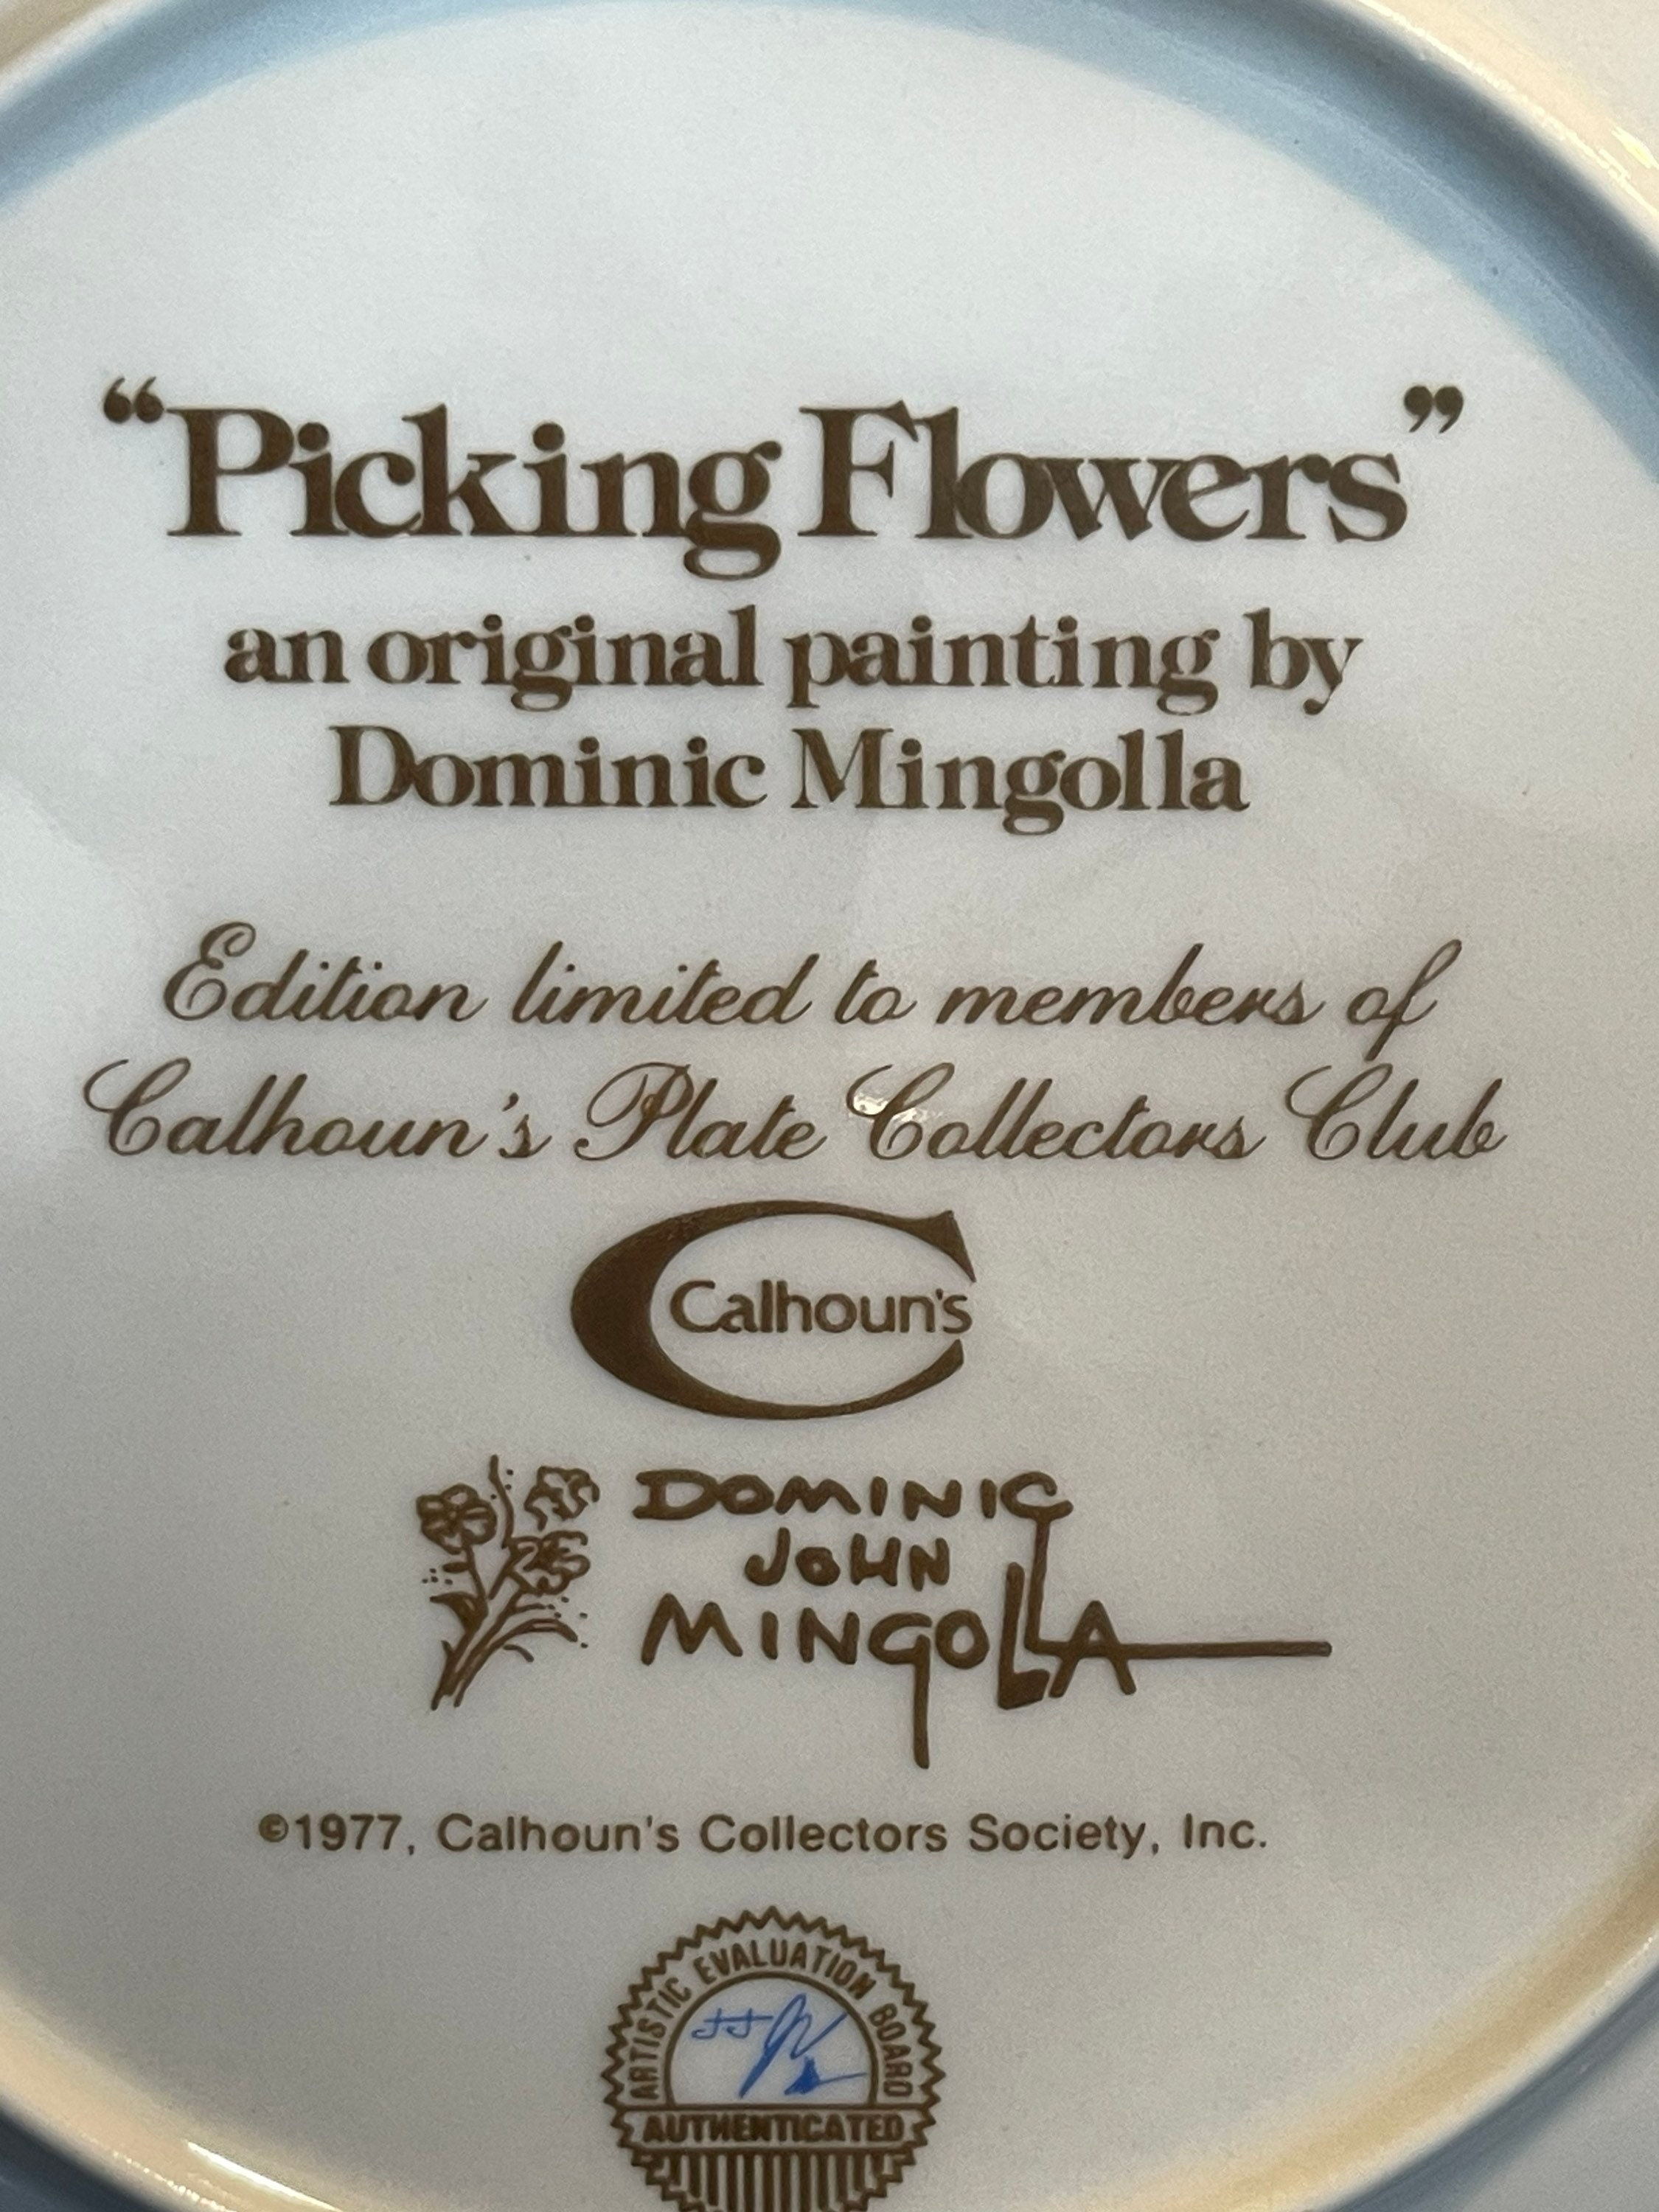 “Picking Flowers”
an original painting by
Dominic Mingolla
Edition limited to members of
Calhoun's Plate Collectors Club
Calhoun's
DOMINIC
JOHN
MINGOLLA
©1977, Calhoun's Collectors Society, Inc.
ARTISTIC EVALUATION BOARD
AUTHENTICATED